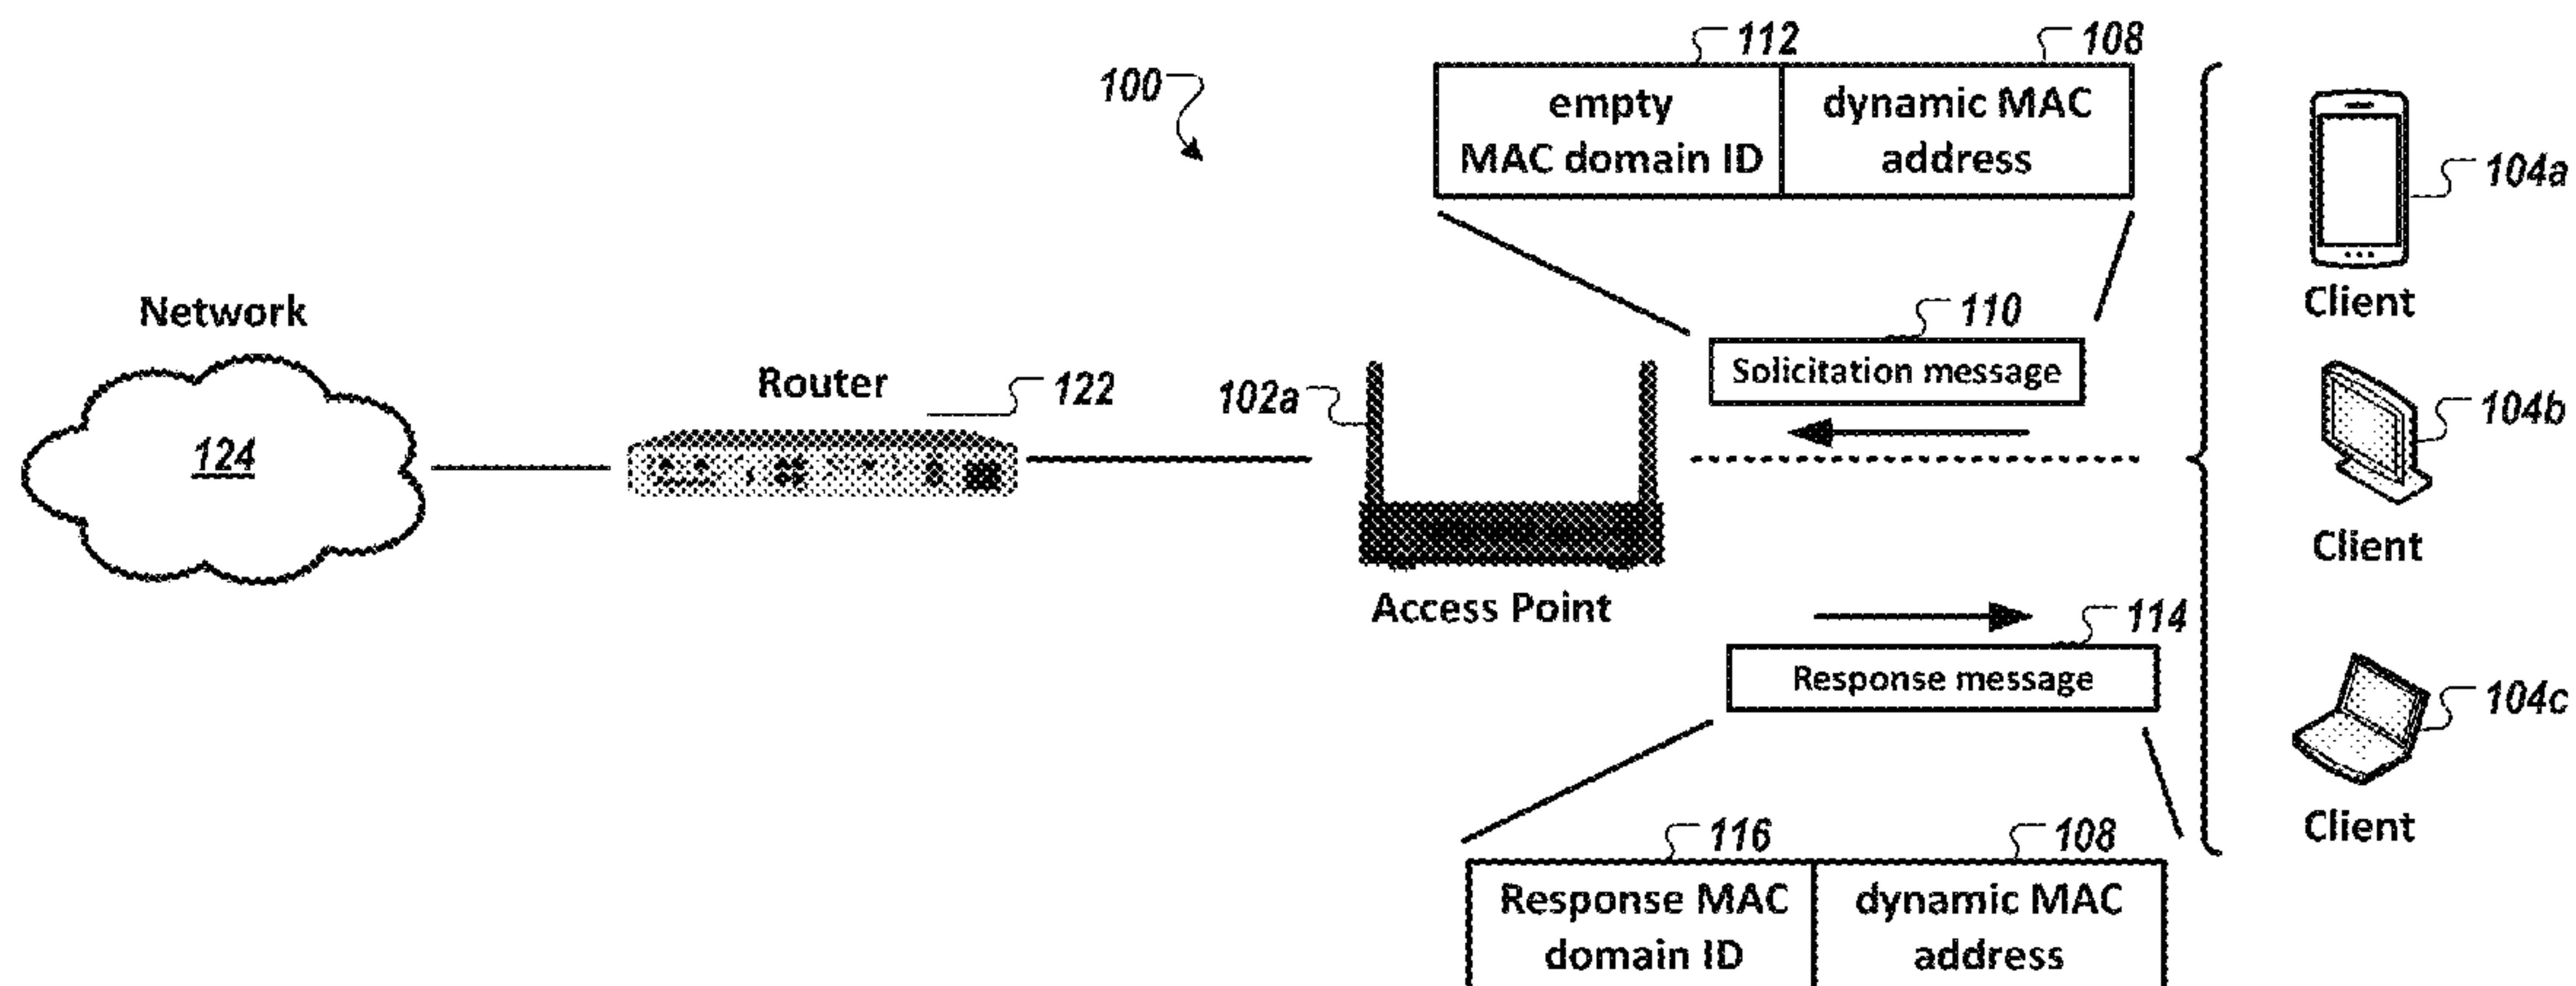 100
112
108
empty
MAC domain ID
dynamic MAC
address
104a
Client
Network
124
Router
122
102a
110
Solicitation message
104b
Client
Access Point
114
Response message
104c
Client
116
108
Response MAC
domain ID
dynamic MAC
address